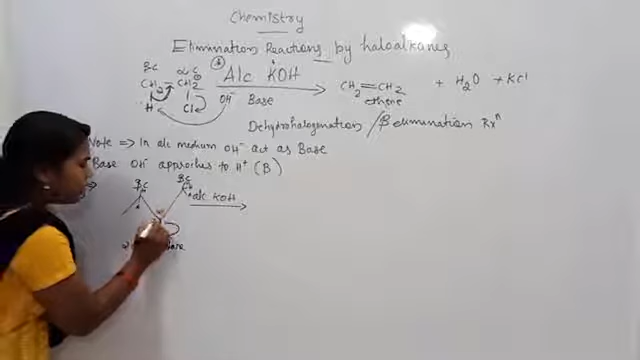 Chemistry
Elimination Reactions by haloalkanes
βC αC
CH2 - CH2 Alc KOH CH2=CH2 + H2O + KCl
H Cl OH- Base ethene
Dehydrohalogenation / β elimination Rxn
Note ⇒ In alc medium OH- act as Base
Base OH- approches to H+ (β)
⇒ βC βC alc KOH